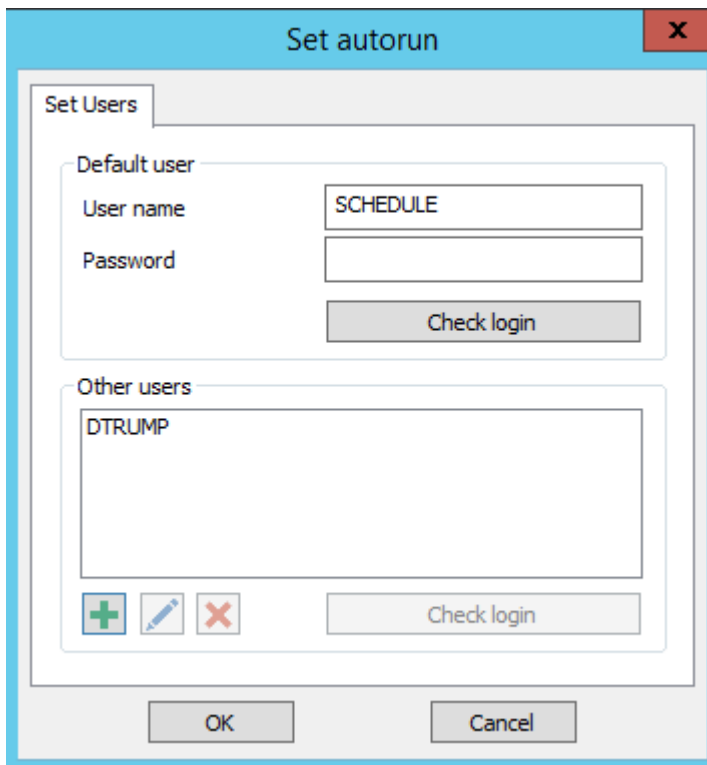 Set autorun
x
Set Users
Default user
User name
SCHEDULE
Password
Check login
Other users
DTRUMP
Check login
OK
Cancel